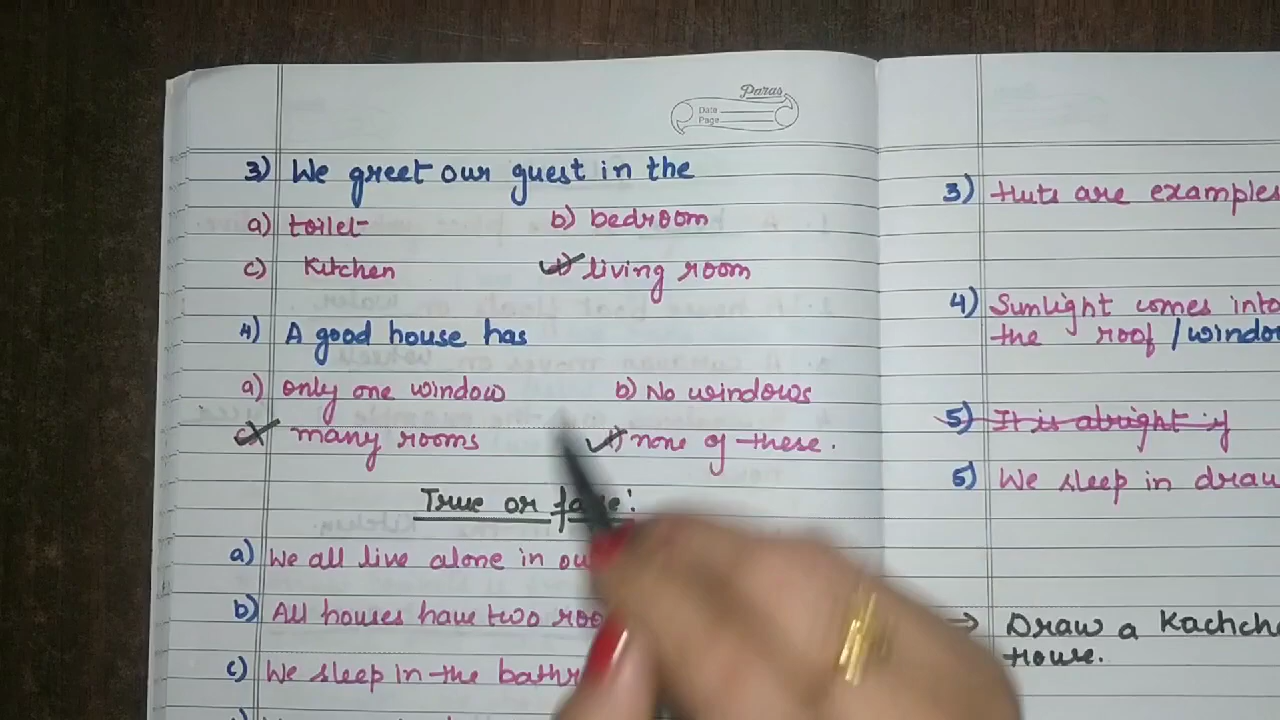 Paras
Date
Page
3) We greet our guest in the
a) toilet b) bedroom
c) Kitchen d) living room
4) A good house has
a) only one window b) No windows
c) many rooms d) none of these.
True or false:
a) We all live alone in
b) All houses have two
c) We sleep in the
3) Huts are examples
4) Sunlight comes into
the roof / window
5) It is alright if
5) We sleep in
→ Draw a
House.